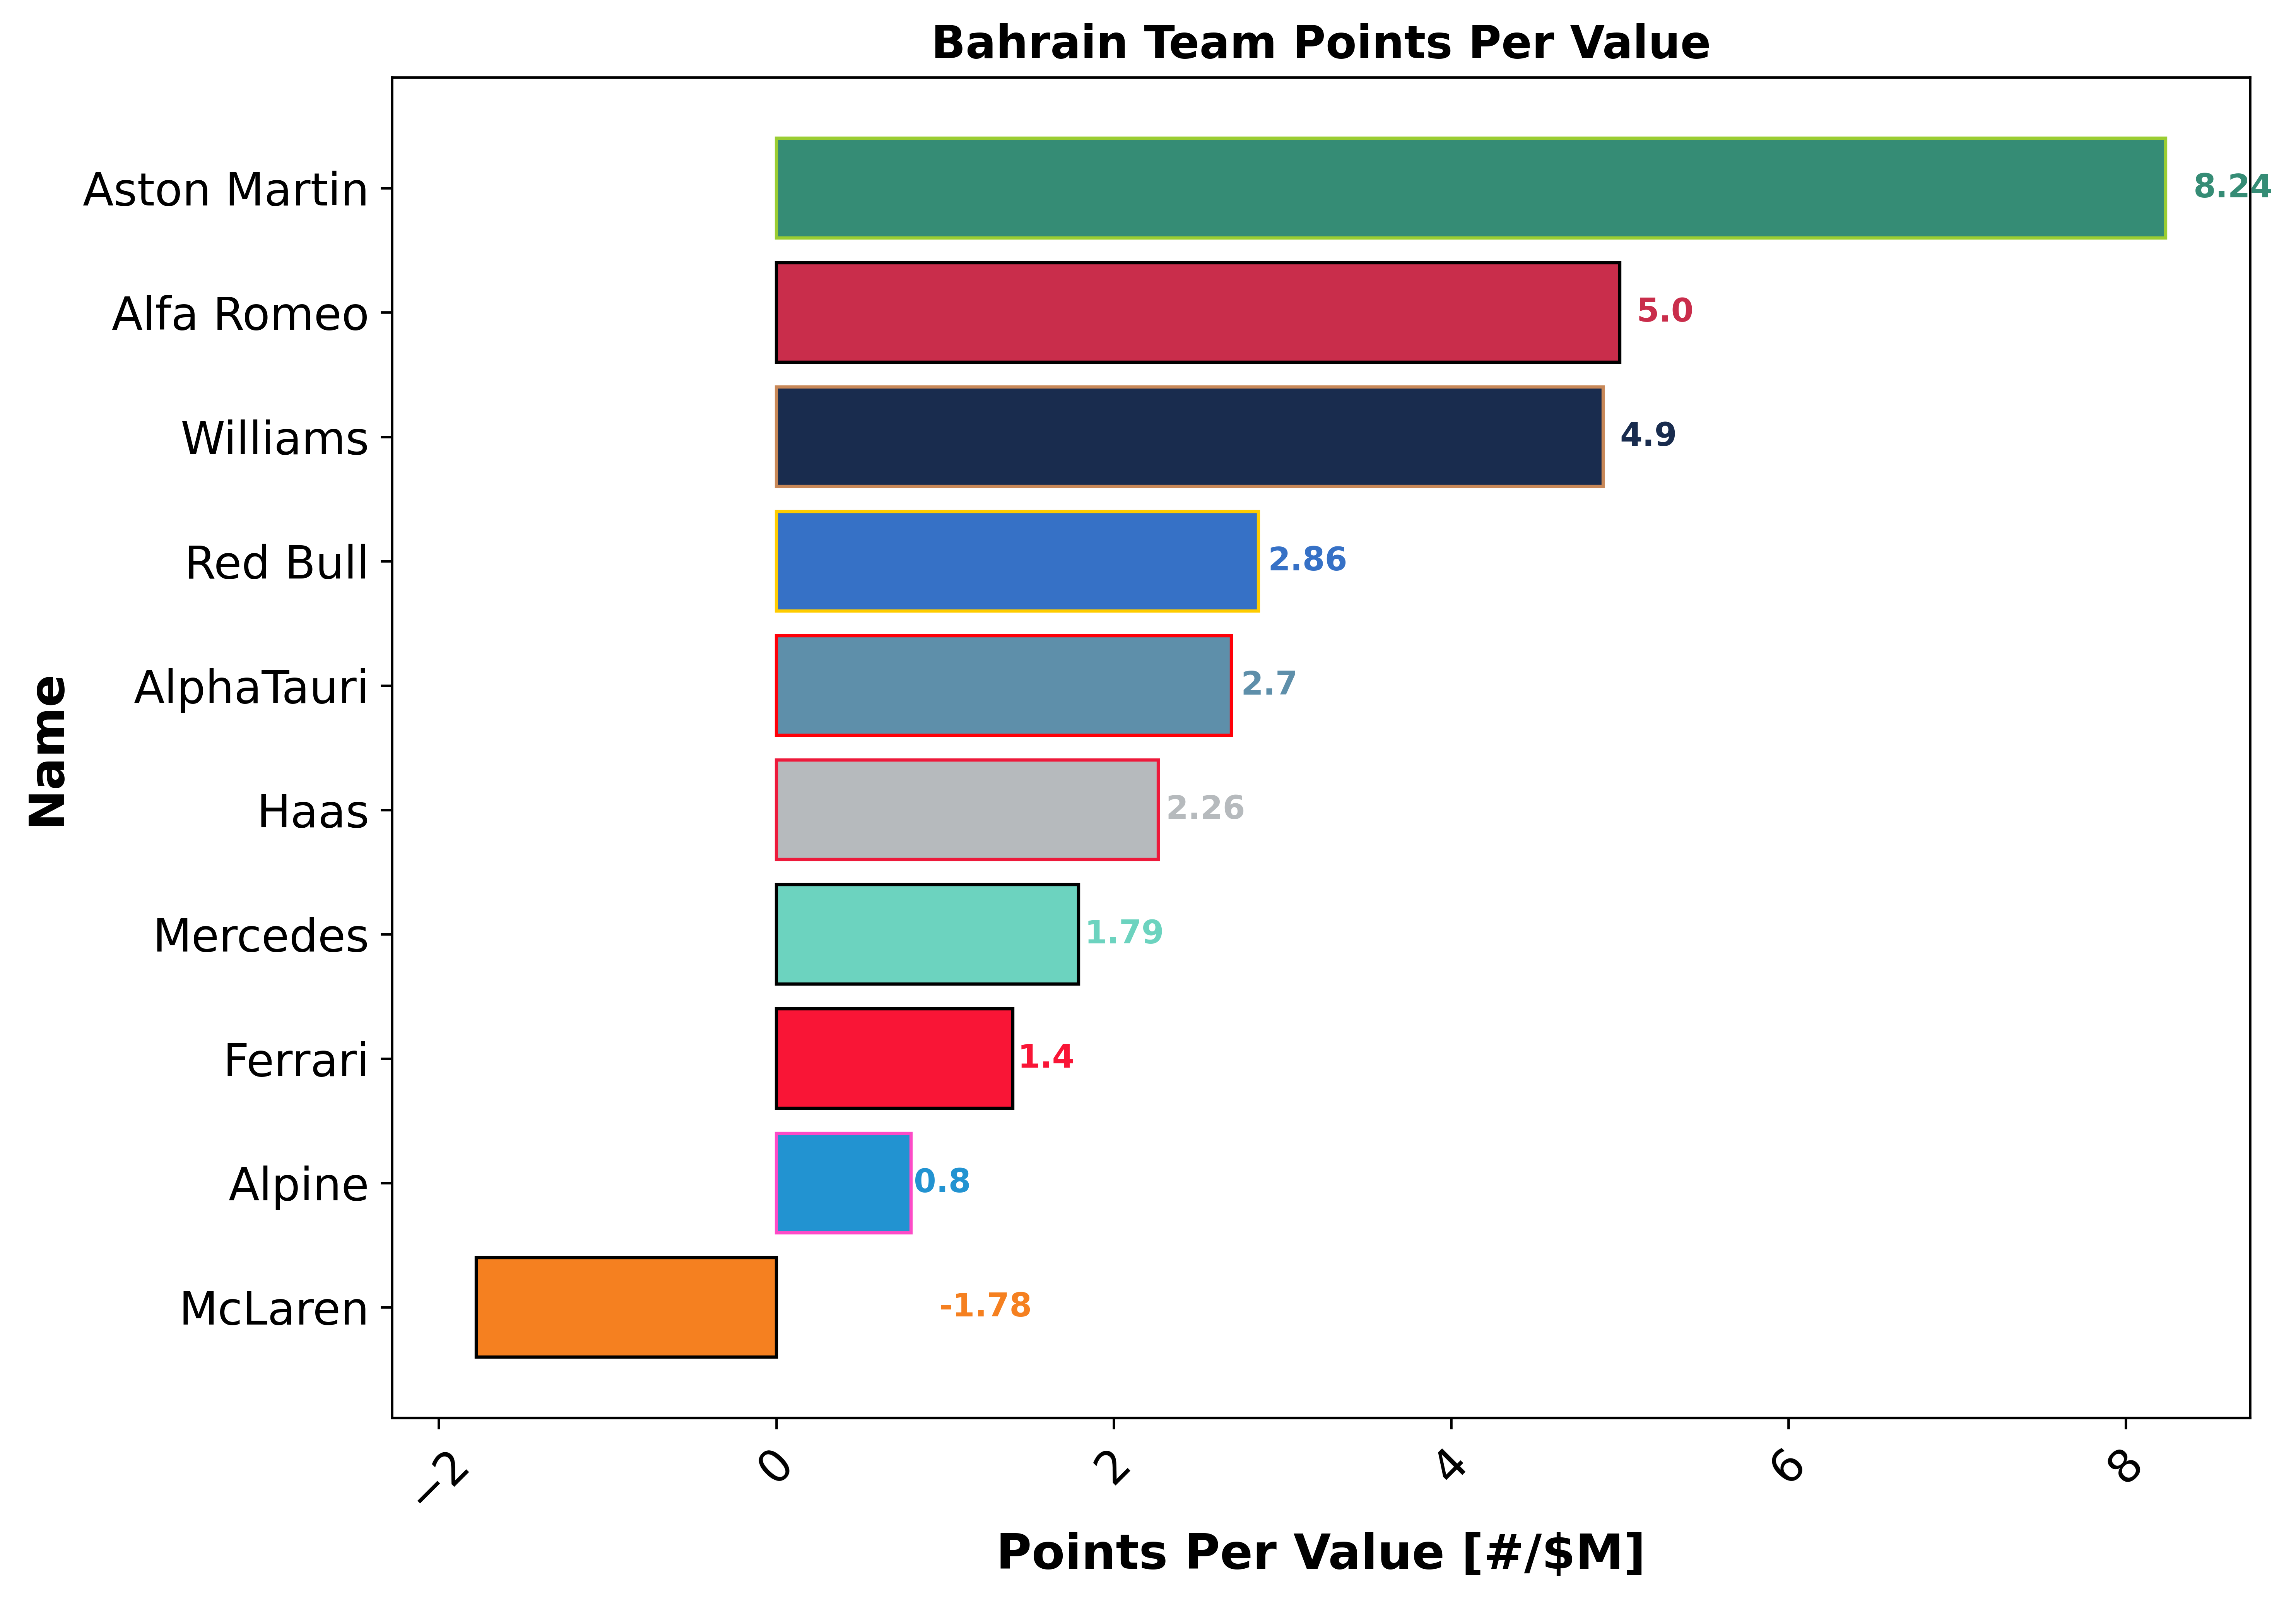 Bahrain Team Points Per Value
Name
Aston Martin 8.24
Alfa Romeo 5.0
Williams 4.9
Red Bull 2.86
AlphaTauri 2.7
Haas 2.26
Mercedes 1.79
Ferrari 1.4
Alpine 0.8
McLaren -1.78
−2 0 2 4 6 8
Points Per Value [#/$M]